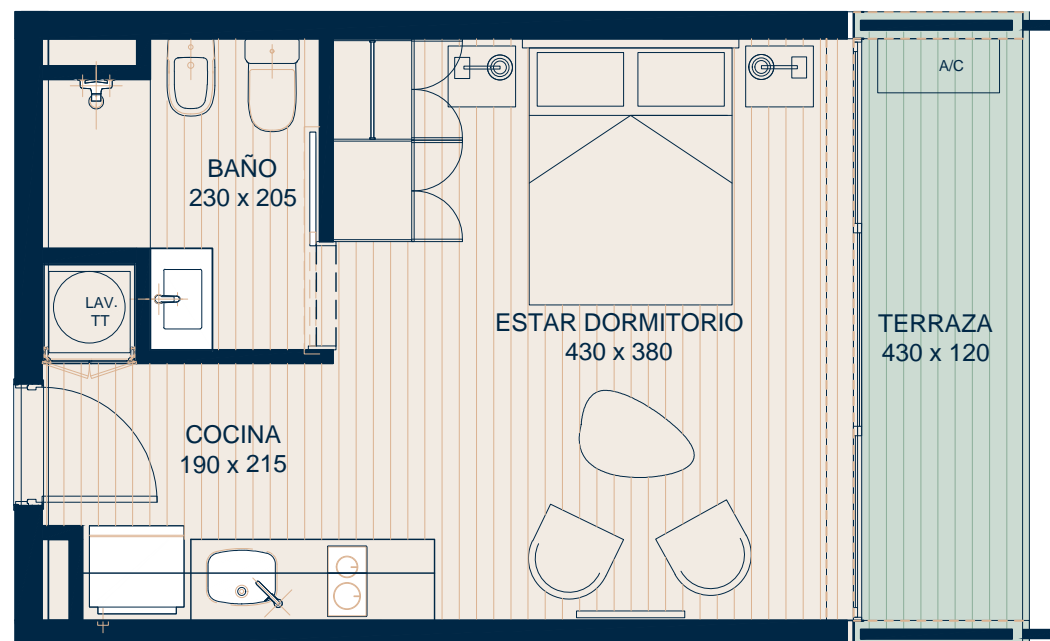 A/C
BAÑO
230 x 205
LAV.
TT
ESTAR DORMITORIO
430 x 380
TERRAZA
430 x 120
COCINA
190 x 215